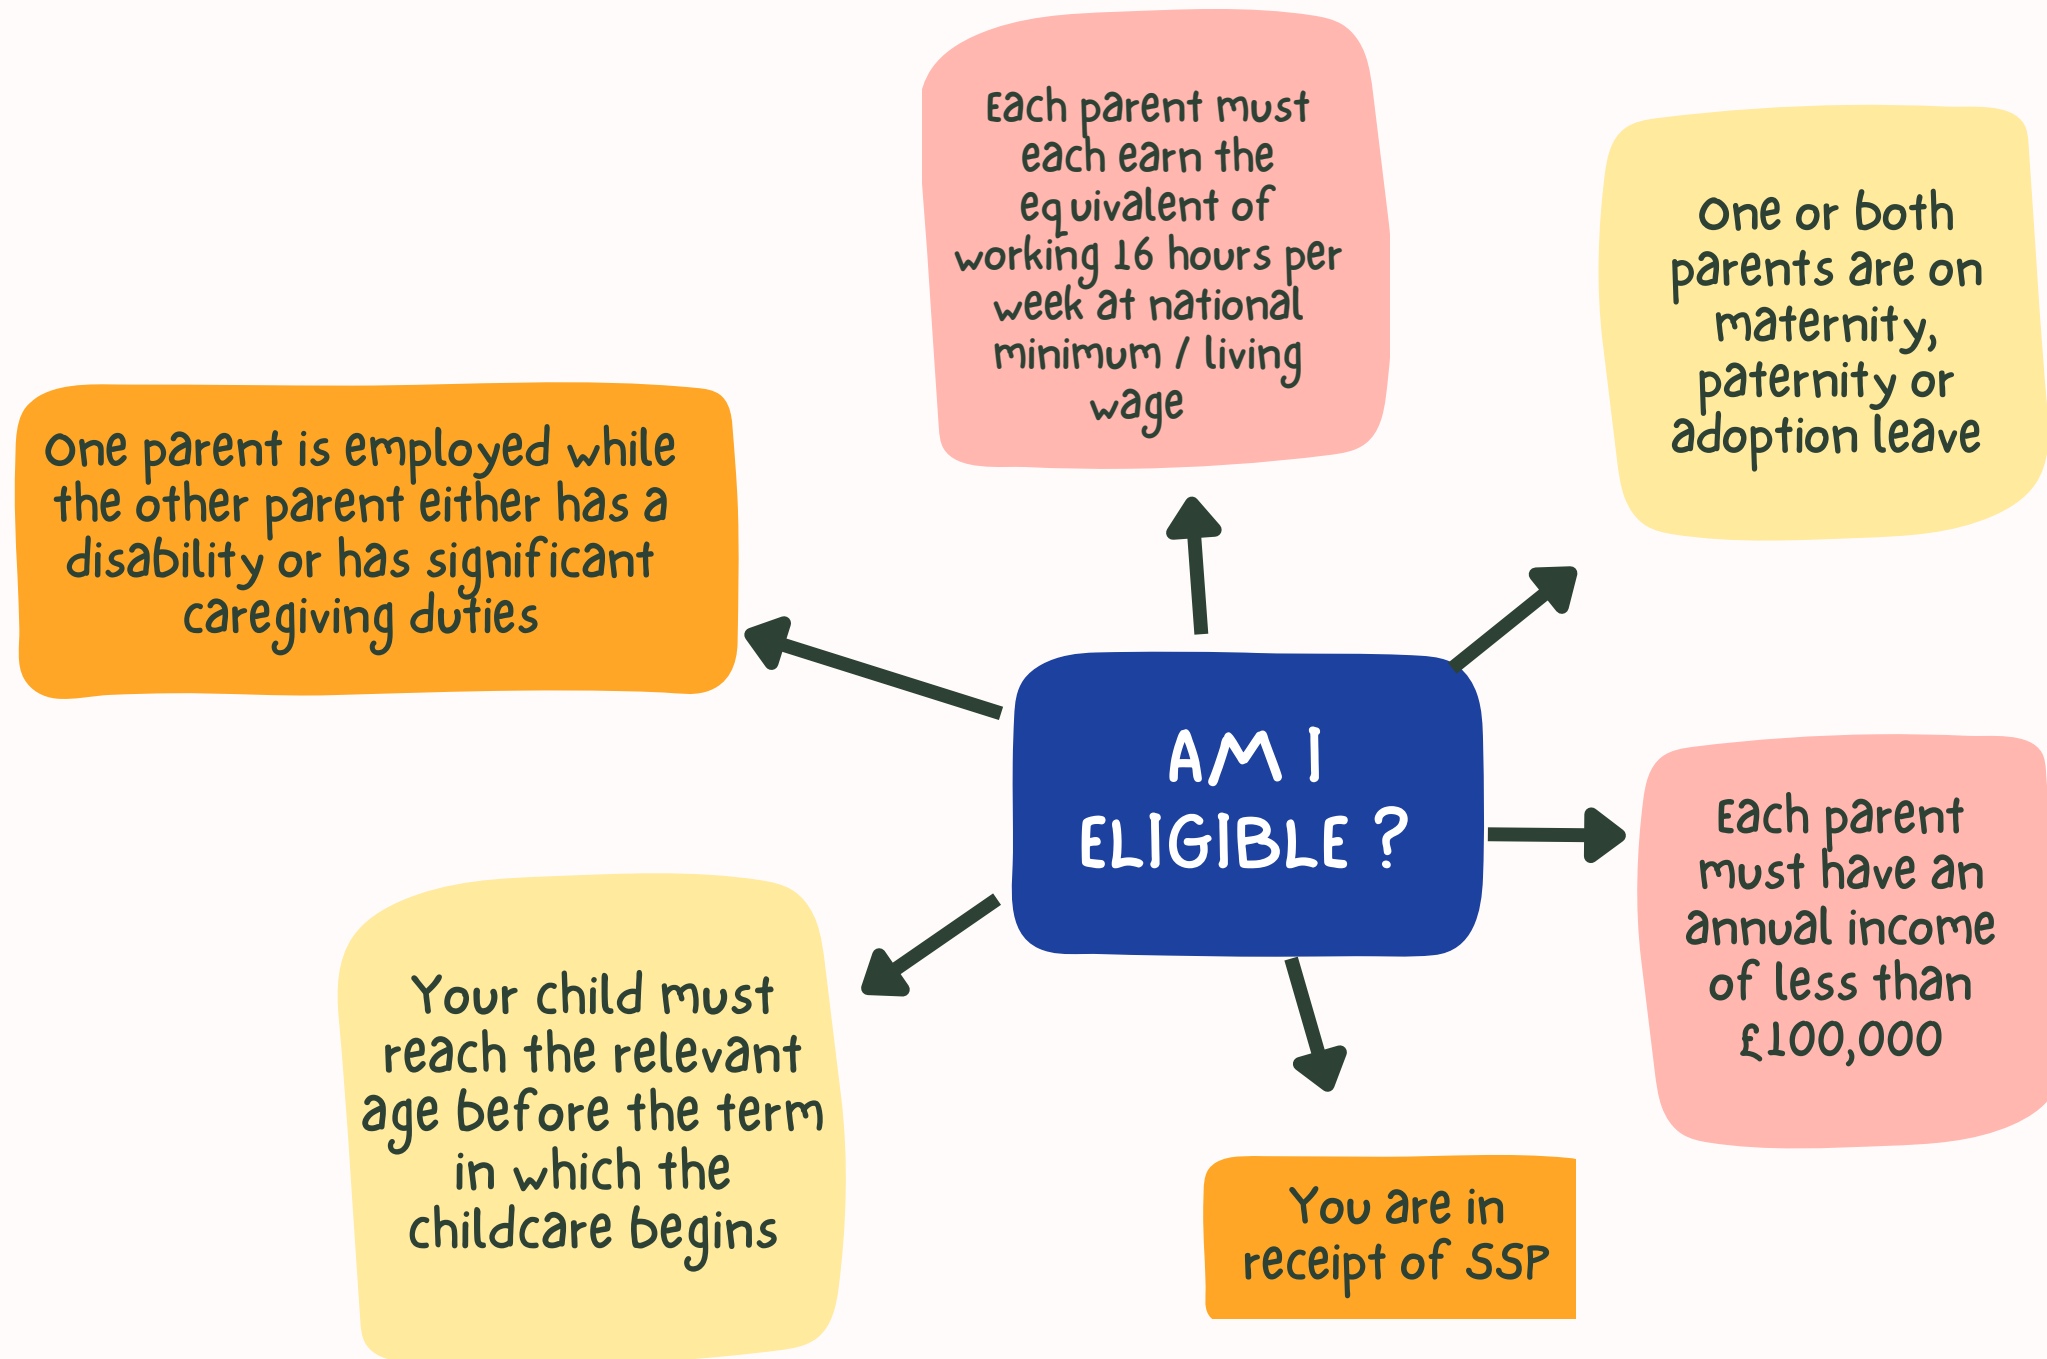 Each parent must
each earn the
equivalent of
working 16 hours per
week at national
minimum / living
wage
One or both
parents are on
maternity,
paternity or
adoption leave
One parent is employed while
the other parent either has a
disability or has significant
caregiving duties
AM I
ELIGIBLE ?
Each parent
must have an
annual income
of less than
£100,000
Your child must
reach the relevant
age before the term
in which the
childcare begins
You are in
receipt of SSP